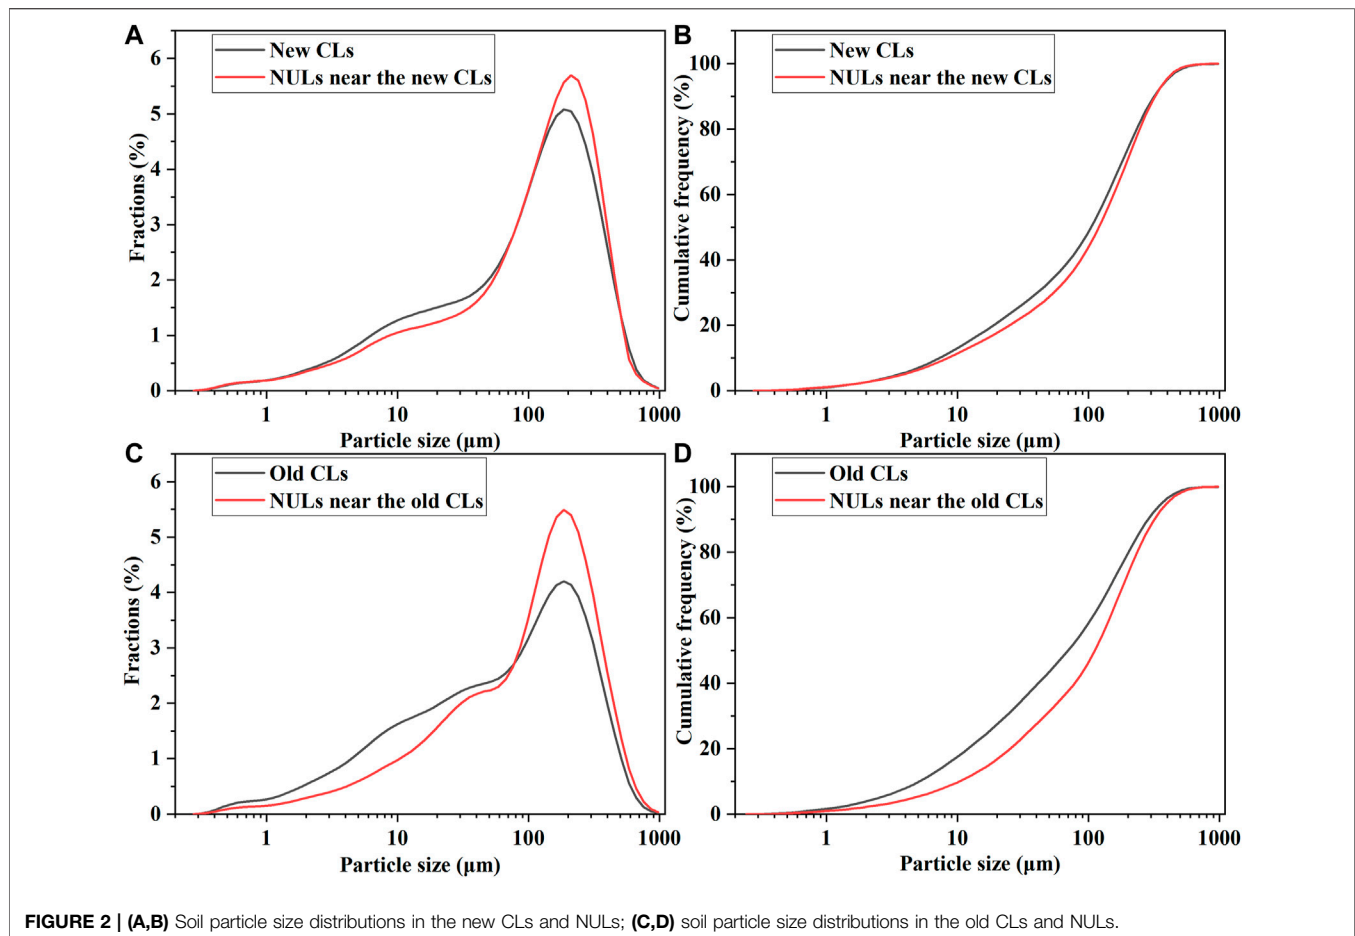 A
New CLs
NULs near the new CLs
6
5
4
3
2
1
0
Fractions (%)
1 10 100 1000
Particle size (µm)
B
New CLs
NULs near the new CLs
100
80
60
40
20
0
Cumulative frequency (%)
1 10 100 1000
Particle size (µm)
C
Old CLs
NULs near the old CLs
6
5
4
3
2
1
0
Fractions (%)
1 10 100 1000
Particle size (µm)
D
Old CLs
NULs near the old CLs
100
80
60
40
20
0
Cumulative frequency (%)
1 10 100 1000
Particle size (µm)
FIGURE 2 | (A,B) Soil particle size distributions in the new CLs and NULs; (C,D) soil particle size distributions in the old CLs and NULs.